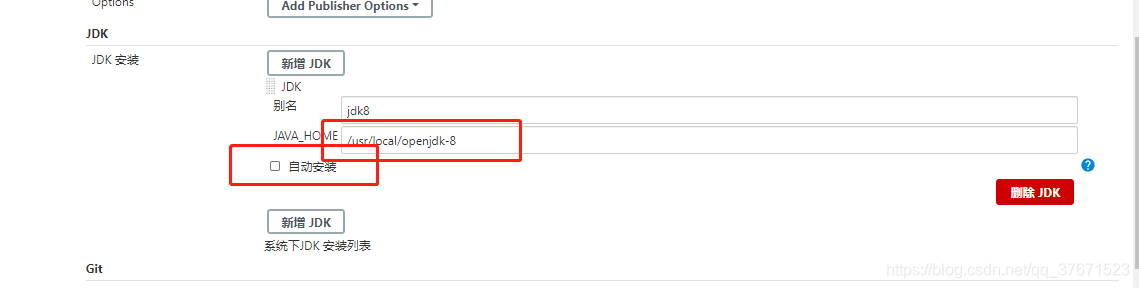 Options
Add Publisher Options
JDK
JDK 安装
新增 JDK
JDK
别名
jdk8
JAVA_HOME
/usr/local/openjdk-8
自动安装
?
删除 JDK
新增 JDK
系统下JDK 安装列表
Git
https://blog.csdn.net/qq_37671523